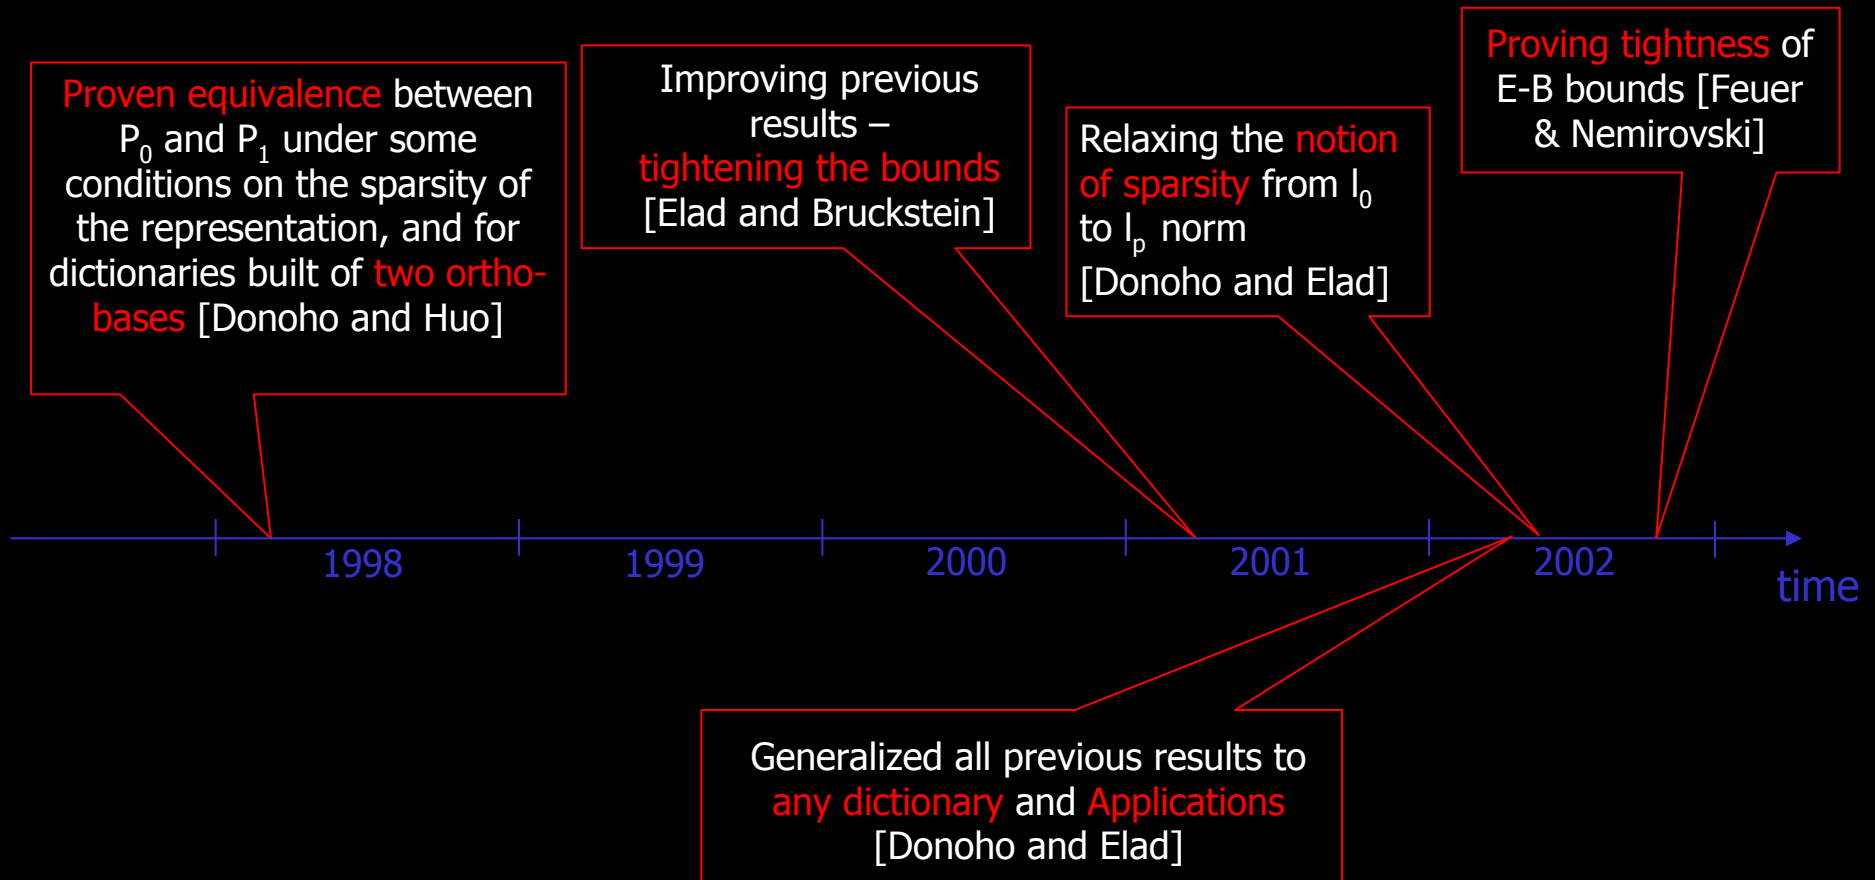 Proven equivalence between
P₀ and P₁ under some
conditions on the sparsity of
the representation, and for
dictionaries built of two ortho-
bases [Donoho and Huo]
Improving previous
results –
tightening the bounds
[Elad and Bruckstein]
Relaxing the notion
of sparsity from l₀
to lₚ norm
[Donoho and Elad]
Proving tightness of
E-B bounds [Feuer
& Nemirovski]
1998
1999
2000
2001
2002
time
Generalized all previous results to
any dictionary and Applications
[Donoho and Elad]